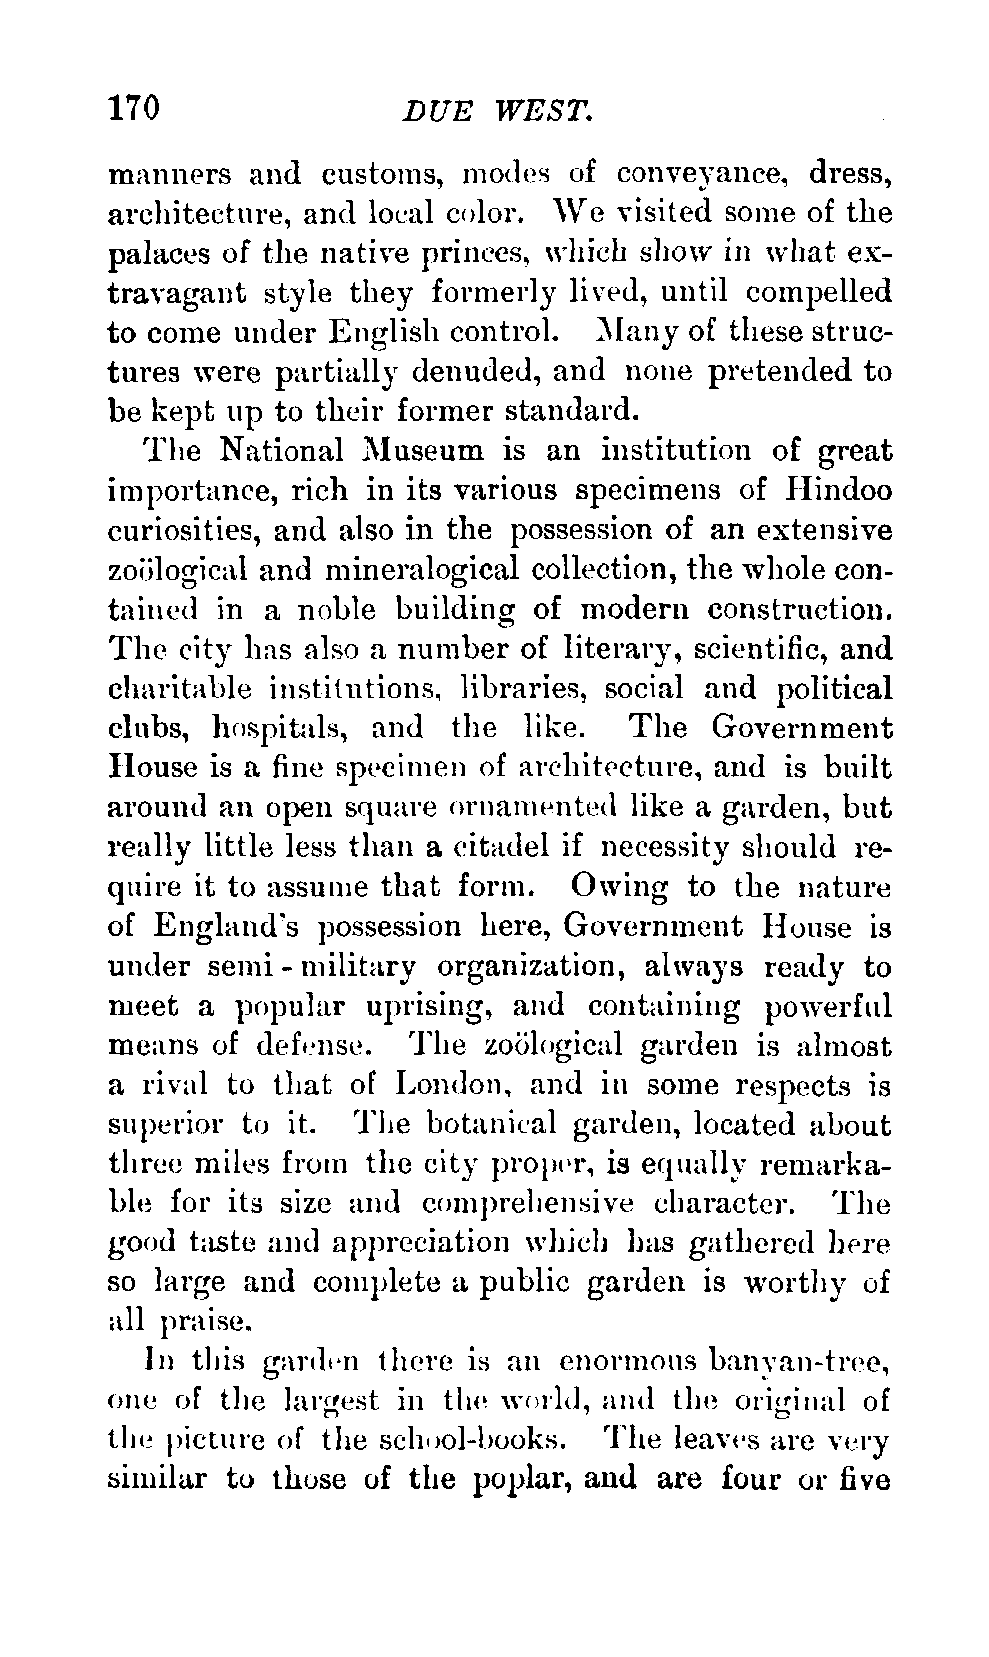 170 DUE WEST.
manners and customs, modes of conveyance, dress,
architecture, and local color. We visited some of the
palaces of the native princes, which show in what ex-
travagant style they formerly lived, until compelled
to come under English control. Many of these struc-
tures were partially denuded, and none pretended to
be kept up to their former standard.
The National Museum is an institution of great
importance, rich in its various specimens of Hindoo
curiosities, and also in the possession of an extensive
zoölogical and mineralogical collection, the whole con-
tained in a noble building of modern construction.
The city has also a number of literary, scientific, and
charitable institutions, libraries, social and political
clubs, hospitals, and the like. The Government
House is a fine specimen of architecture, and is built
around an open square ornamented like a garden, but
really little less than a citadel if necessity should re-
quire it to assume that form. Owing to the nature
of England's possession here, Government House is
under semi-military organization, always ready to
meet a popular uprising, and containing powerful
means of defense. The zoölogical garden is almost
a rival to that of London, and in some respects is
superior to it. The botanical garden, located about
three miles from the city proper, is equally remarka-
ble for its size and comprehensive character. The
good taste and appreciation which has gathered here
so large and complete a public garden is worthy of
all praise.
In this garden there is an enormous banyan-tree,
one of the largest in the world, and the original of
the picture of the school-books. The leaves are very
similar to those of the poplar, and are four or five